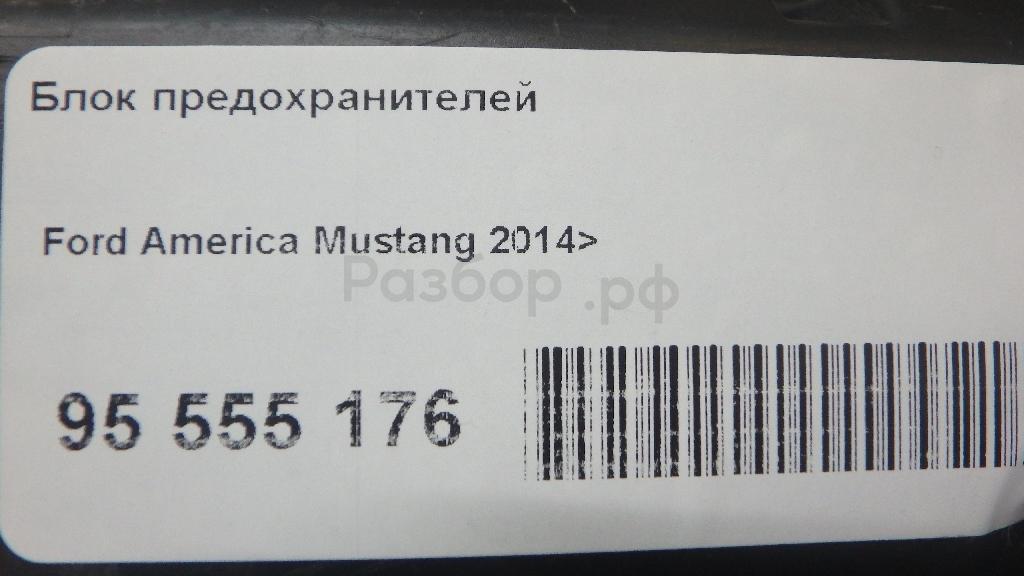 Блок предохранителей
Ford America Mustang 2014>
Разбор.рф
95 555 176